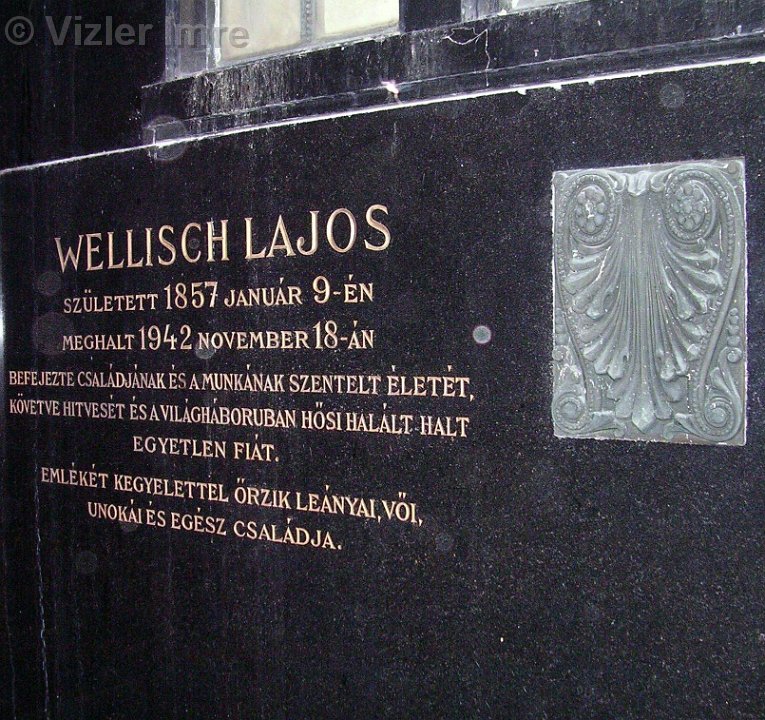 © Vizler Imre
WELLISCH LAJOS
SZÜLETETT 1857 JANUÁR 9-ÉN
MEGHALT 1942 NOVEMBER 18-ÁN
BEFEJEZTE CSALÁDJÁNAK ÉS A MUNKÁNAK SZENTELT ÉLETÉT,
KÖVETVE HITVESÉT ÉS A VILÁGHÁBORUBAN HŐSI HALÁLT HALT
EGYETLEN FIÁT.
EMLÉKÉT KEGYELETTEL ŐRZIK LEÁNYAI, VŐI,
UNOKÁI ÉS EGÉSZ CSALÁDJA.